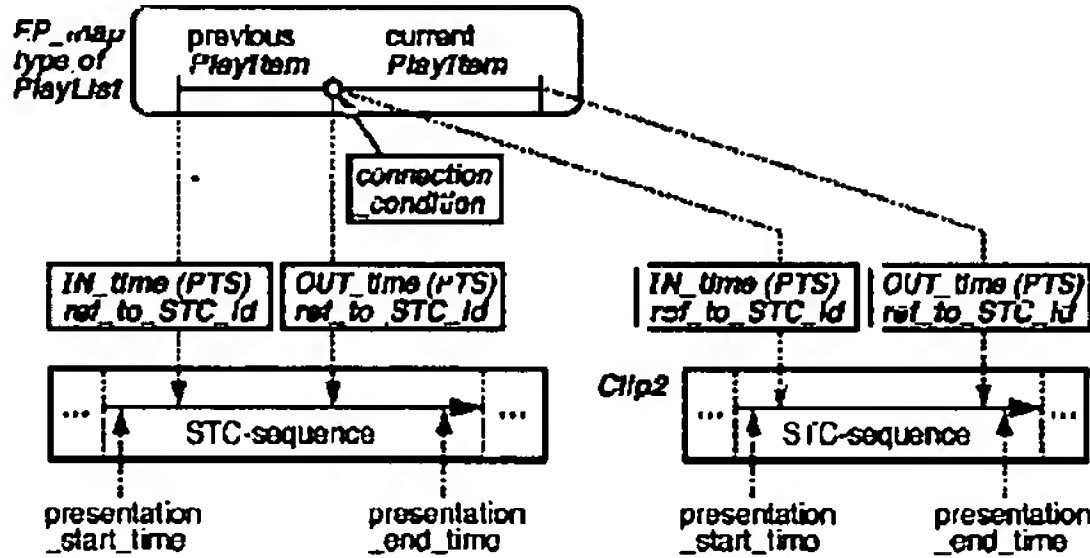 EP_map
type of
PlayList
previous
PlayItem
current
PlayItem
connection
_condition
IN_time (PTS)
ref_to_STC_id
OUT_time (PTS)
ref_to_STC_id
IN_time (PTS)
ref_to_STC_id
OUT_time (PTS)
ref_to_STC_id
...
STC-sequence
...
Clip2
...
STC-sequence
...
presentation
_start_time
presentation
_end_time
presentation
_start_time
presentation
_end_time